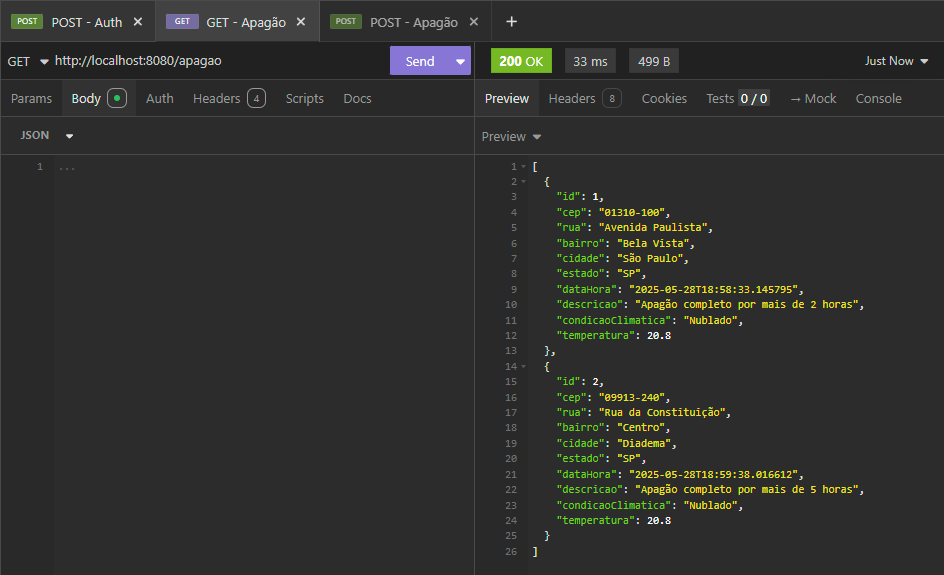 POST POST - Auth × GET GET - Apagão × POST POST - Apagão × +
GET http://localhost:8080/apagao Send 200 OK 33 ms 499 B Just Now
Params Body Auth Headers 4 Scripts Docs Preview Headers 8 Cookies Tests 0 / 0 → Mock Console
JSON Preview
1 ...
1 [
2 {
3 "id": 1,
4 "cep": "01310-100",
5 "rua": "Avenida Paulista",
6 "bairro": "Bela Vista",
7 "cidade": "São Paulo",
8 "estado": "SP",
9 "dataHora": "2025-05-28T18:58:33.145795",
10 "descricao": "Apagão completo por mais de 2 horas",
11 "condicaoClimatica": "Nublado",
12 "temperatura": 20.8
13 },
14 {
15 "id": 2,
16 "cep": "09913-240",
17 "rua": "Rua da Constituição",
18 "bairro": "Centro",
19 "cidade": "Diadema",
20 "estado": "SP",
21 "dataHora": "2025-05-28T18:59:38.016612",
22 "descricao": "Apagão completo por mais de 5 horas",
23 "condicaoClimatica": "Nublado",
24 "temperatura": 20.8
25 }
26 ]